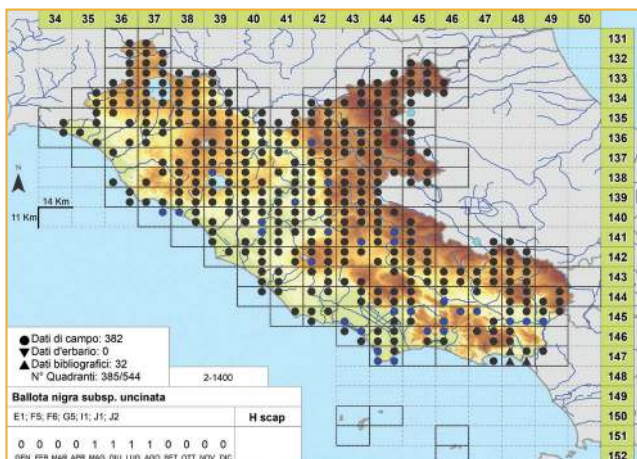 34 35 36 37 38 39 40 41 42 43 44 45 46 47 48 49 50
131
132
133
134
135
136
137
138
139
140
141
142
143
144
145
146
147
148
149
150
151
152
N
14 Km
11 Km
● Dati di campo: 382
▼ Dati d'erbario: 0
▲ Dati bibliografici: 32
N° Quadranti: 385/544
2-1400
Ballota nigra subsp. uncinata
E1; F5; F6; G5; I1; J1; J2
H scap
0 0 0 0 1 1 1 1 0 0 0 0
GEN FEB MAR APR MAG GIU LUG AGO SET OTT NOV DIC